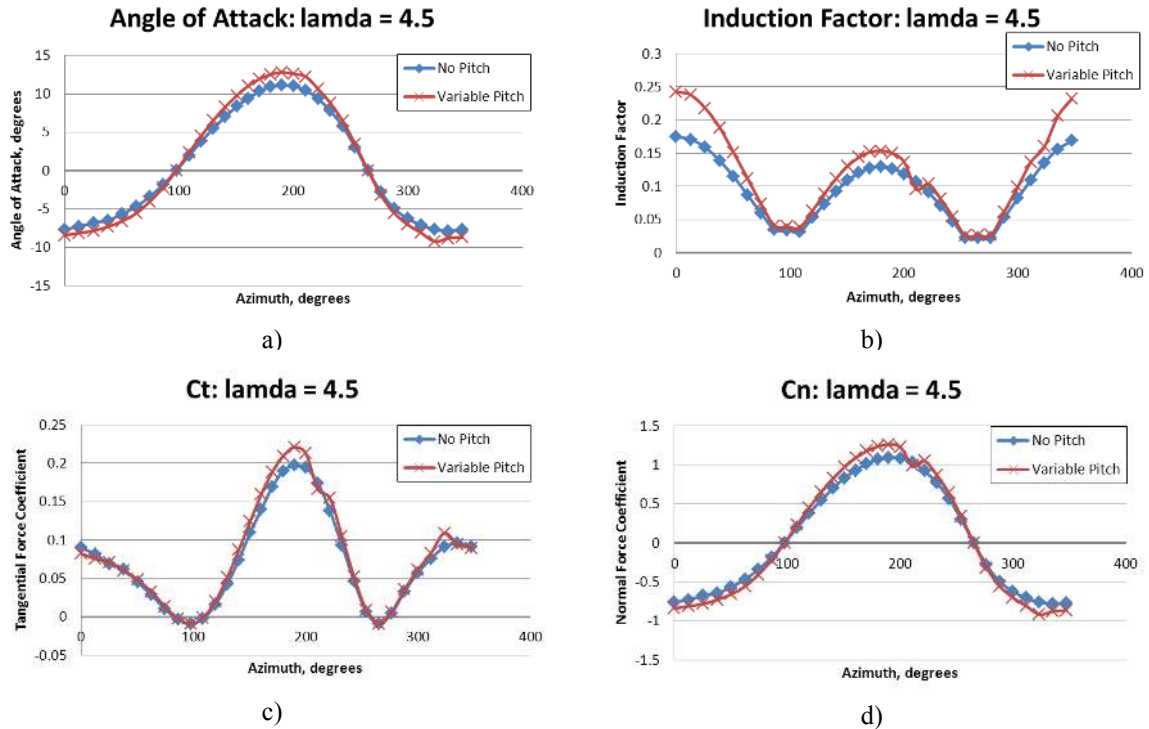 Angle of Attack: lamda = 4.5
15
10
5
0
-5
-10
-15
0
100
200
300
400
Angle of Attack, degrees
Azimuth, degrees
No Pitch
Variable Pitch
a)
Induction Factor: lamda = 4.5
0.3
0.25
0.2
0.15
0.1
0.05
0
0
100
200
300
400
Induction Factor
Azimuth, degrees
No Pitch
Variable Pitch
b)
Ct: lamda = 4.5
0.25
0.2
0.15
0.1
0.05
0
-0.05
0
100
200
300
400
Tangential Force Coefficient
Azimuth, degrees
No Pitch
Variable Pitch
c)
Cn: lamda = 4.5
1.5
1
0.5
0
-0.5
-1
-1.5
0
100
200
300
400
Normal Force Coefficient
Azimuth, degrees
No Pitch
Variable Pitch
d)